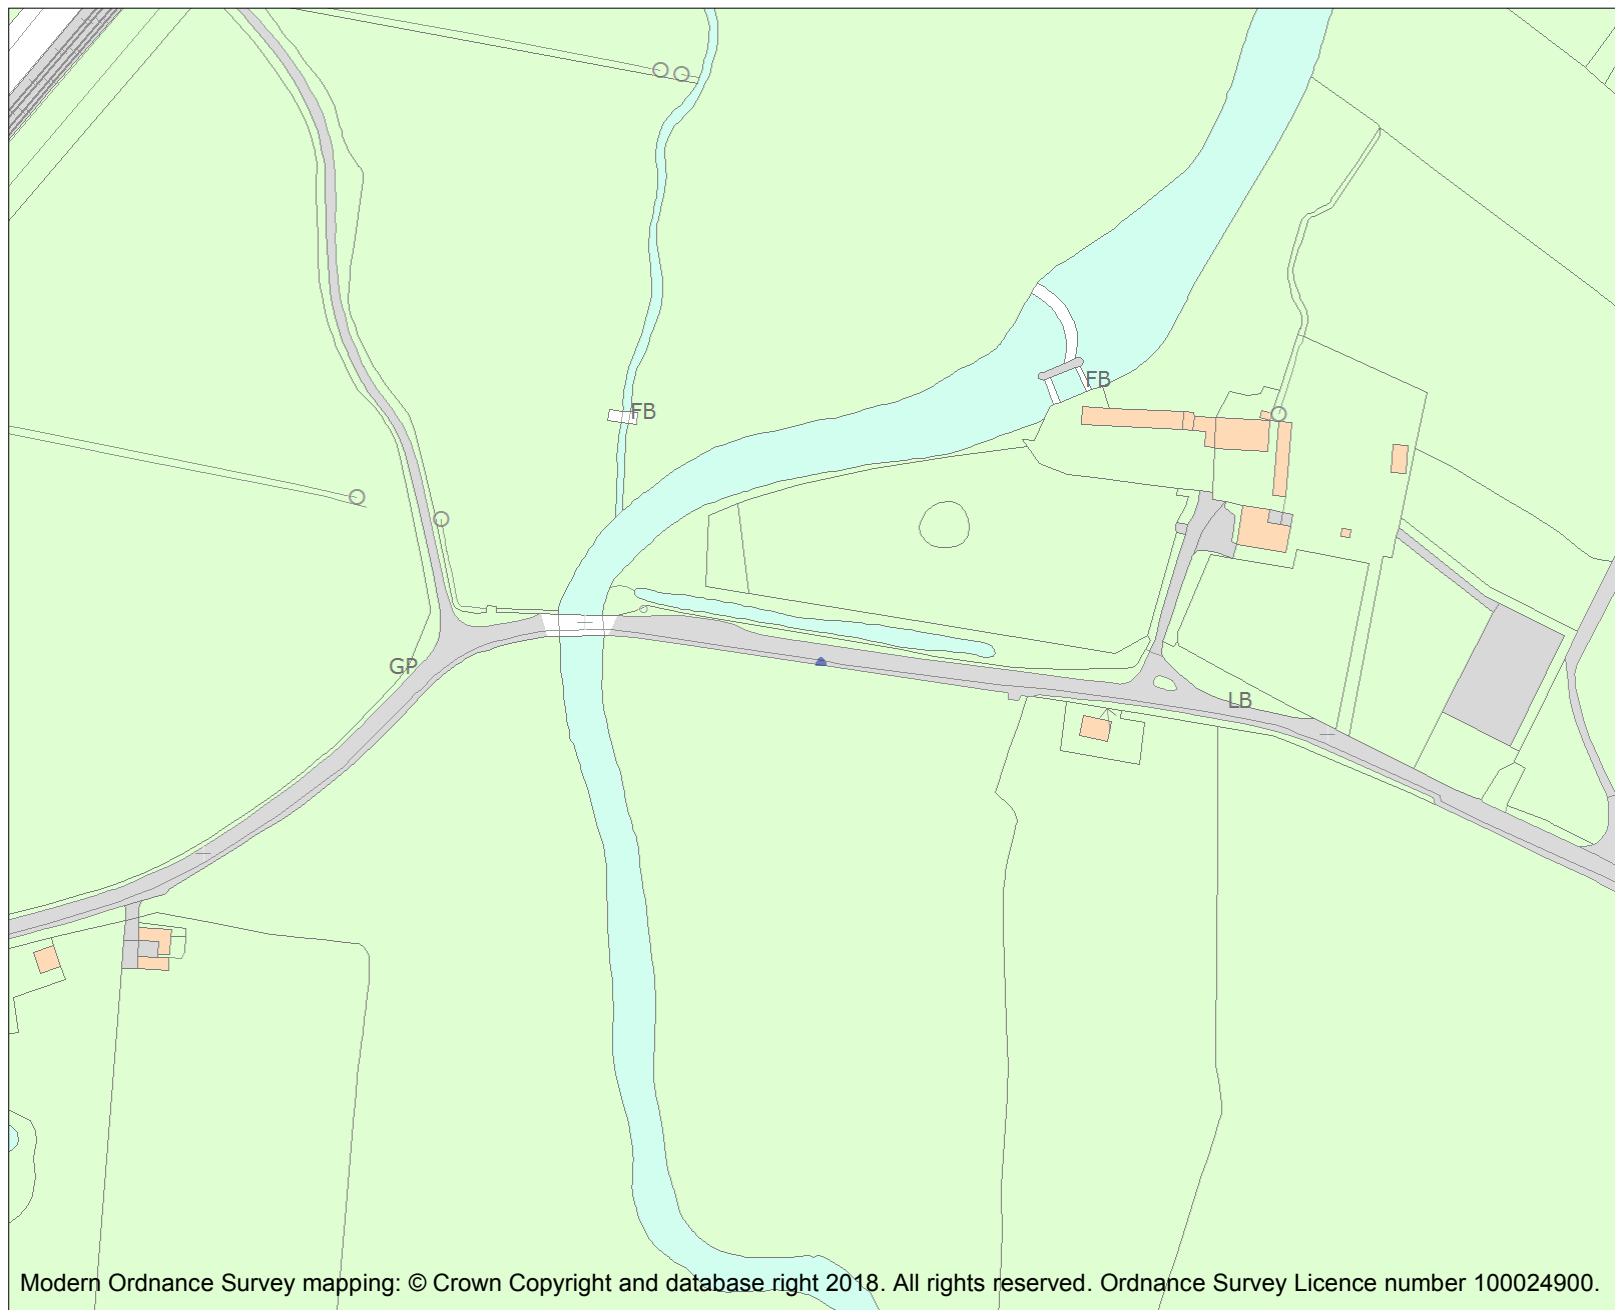 FB
FB
GP
LB
Modern Ordnance Survey mapping: © Crown Copyright and database right 2018. All rights reserved. Ordnance Survey Licence number 100024900.